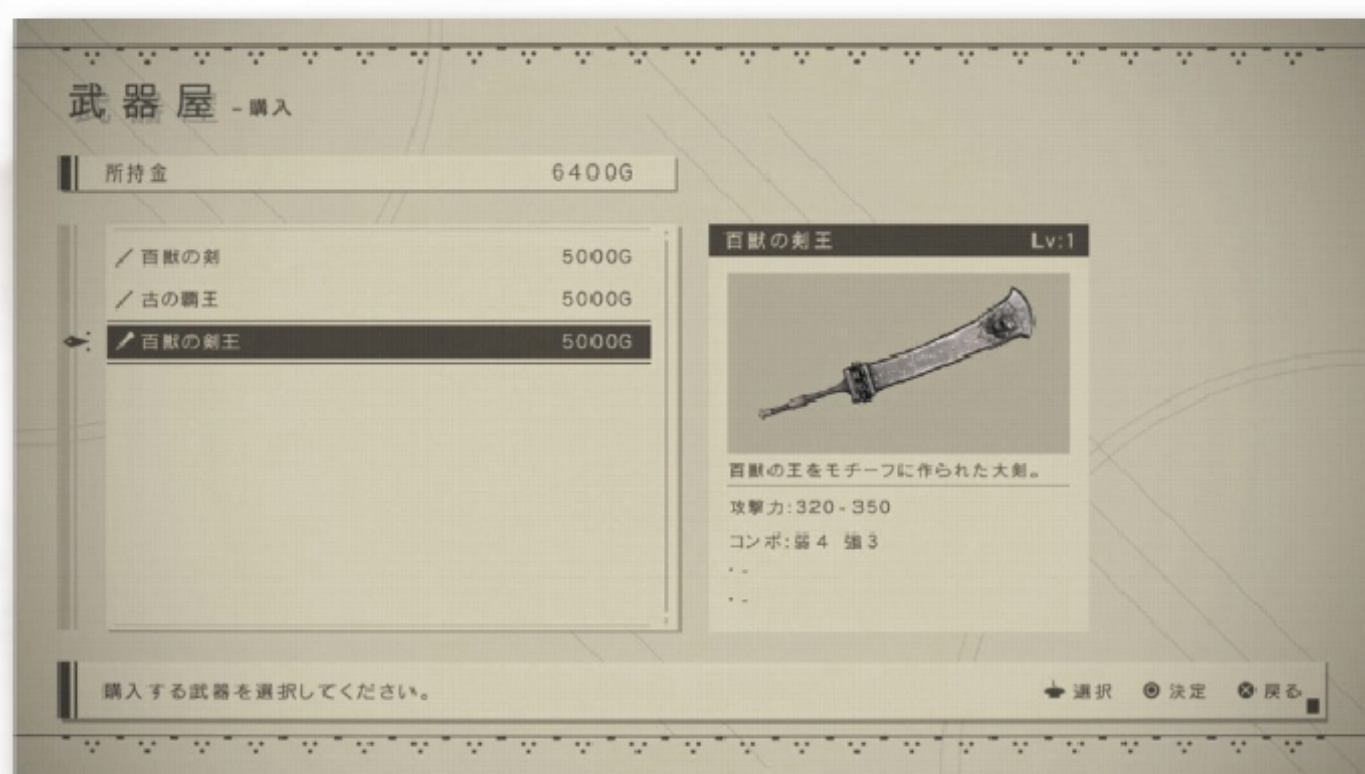 武器屋 -購入
所持金 6400G
百獣の剣 5000G
古の覇王 5000G
百獣の剣王 5000G
百獣の剣王 Lv:1
百獣の王をモチーフに作られた大剣。
攻撃力:320-350
コンボ:弱4 強3
・-
・-
購入する武器を選択してください。
選択 決定 戻る